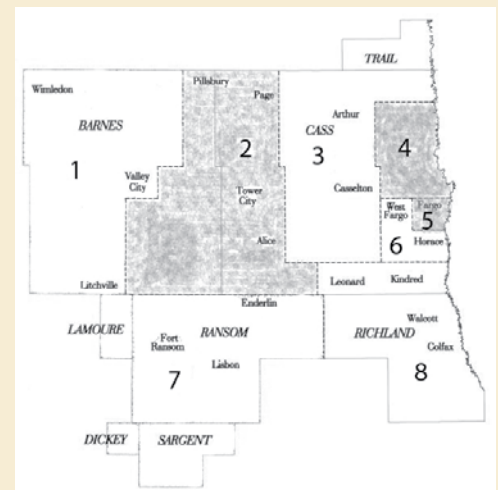 TRAIL
Pillsbury
Wimledon
Page
Arthur
BARNES
CASS
2
3
4
1
Valley
City
Tower
City
Casselton
West
Fargo
Fargo
5
6
Horace
Alice
Litchville
Leonard
Kindred
Enderlin
LAMOURE
RANSOM
RICHLAND
Walcott
Fort
Ransom
Colfax
Lisbon
7
8
DICKEY
SARGENT